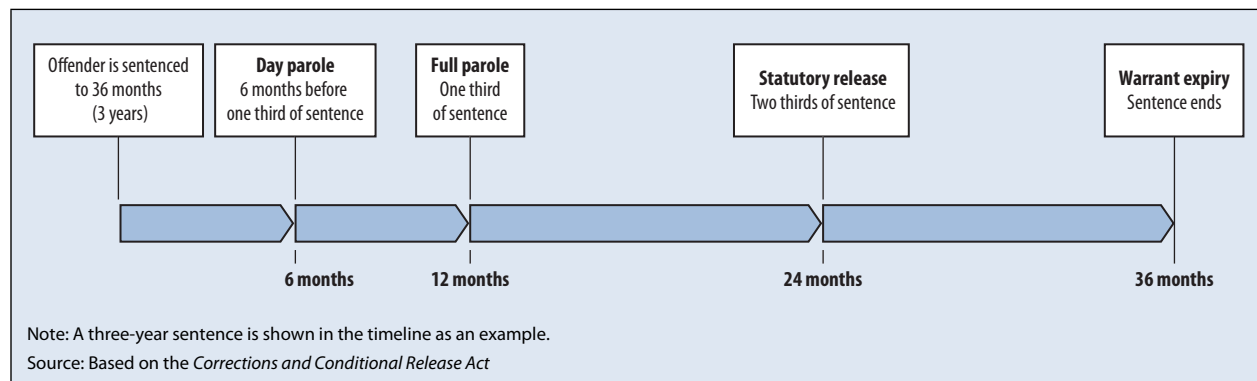 Offender is sentenced
to 36 months
(3 years)
Day parole
6 months before
one third of sentence
Full parole
One third
of sentence
Statutory release
Two thirds of sentence
Warrant expiry
Sentence ends
6 months
12 months
24 months
36 months
Note: A three-year sentence is shown in the timeline as an example.
Source: Based on the Corrections and Conditional Release Act